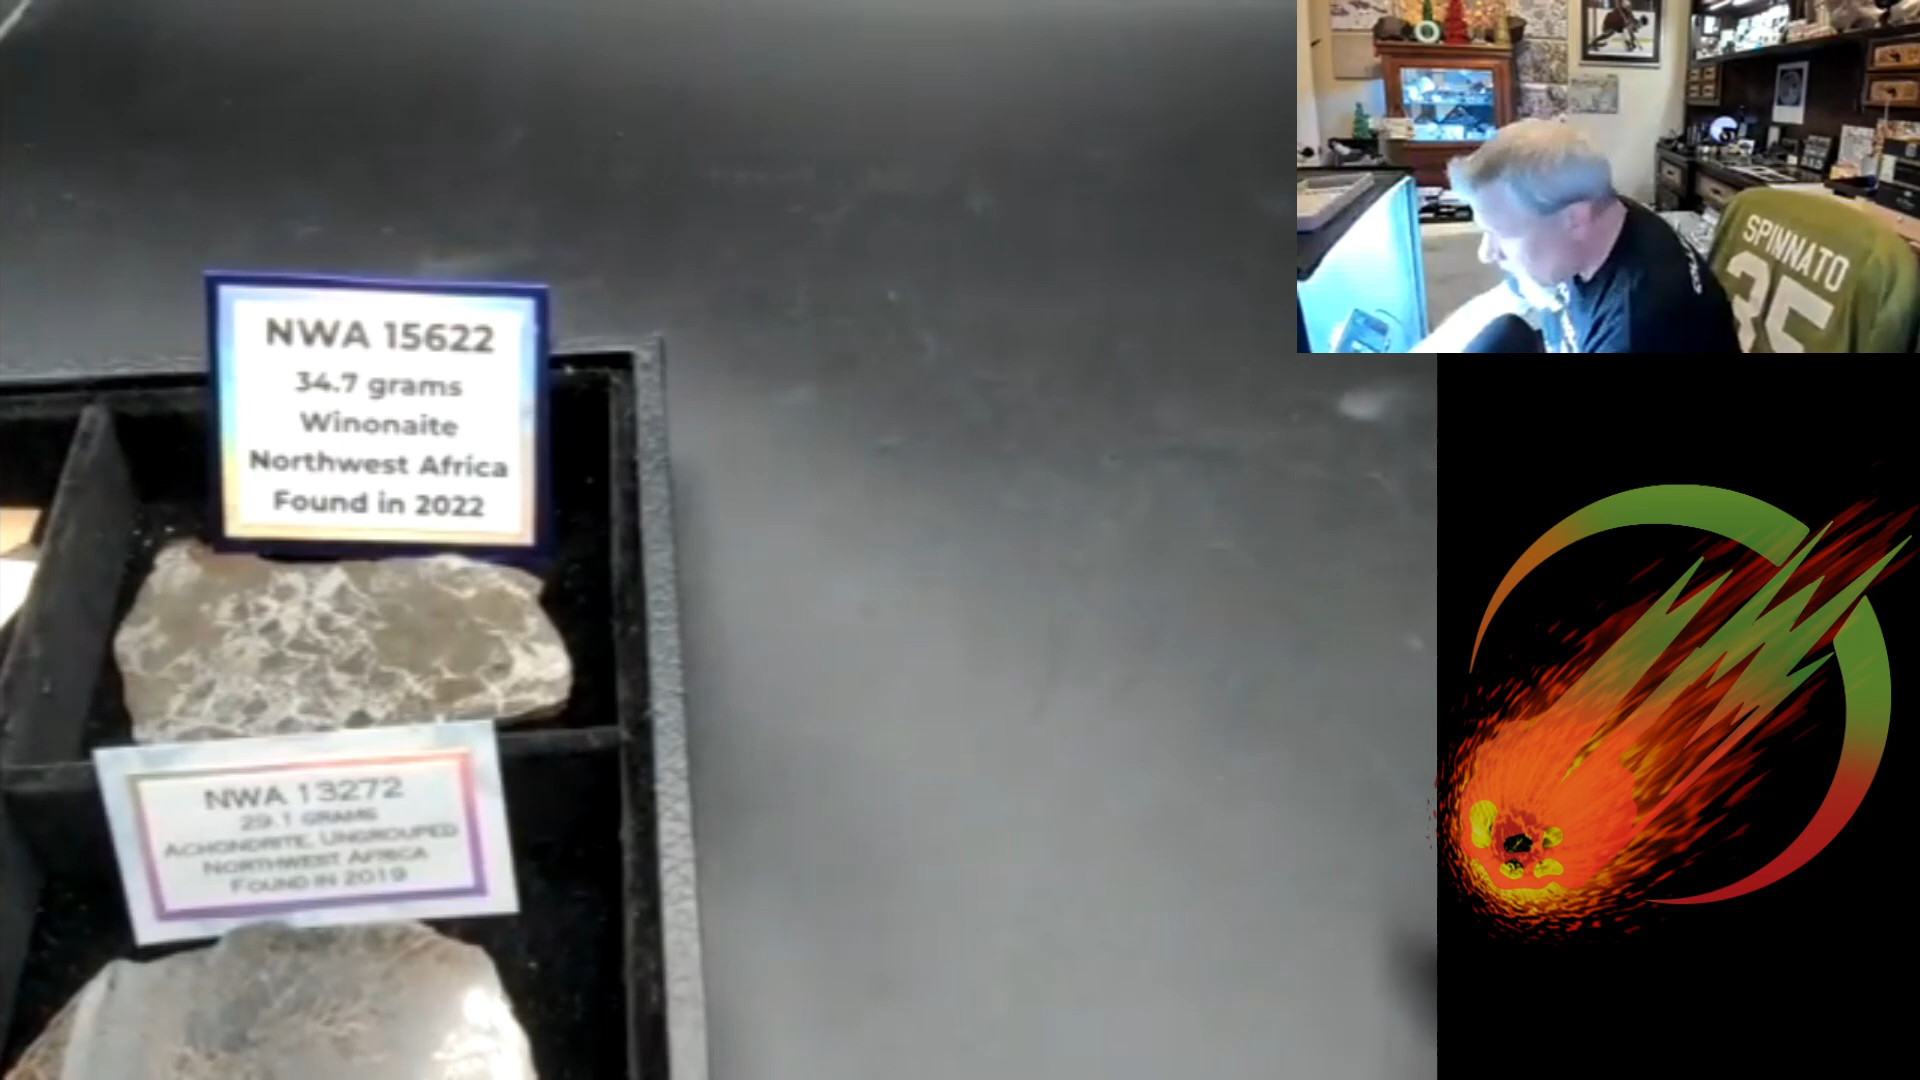 NWA 15622
34.7 grams
Winonaite
Northwest Africa
Found in 2022
NWA 13272
29.1 GRAMS
ACHONDRITE, UNGROUPED
NORTHWEST AFRICA
FOUND IN 2019
SPINNATO
35